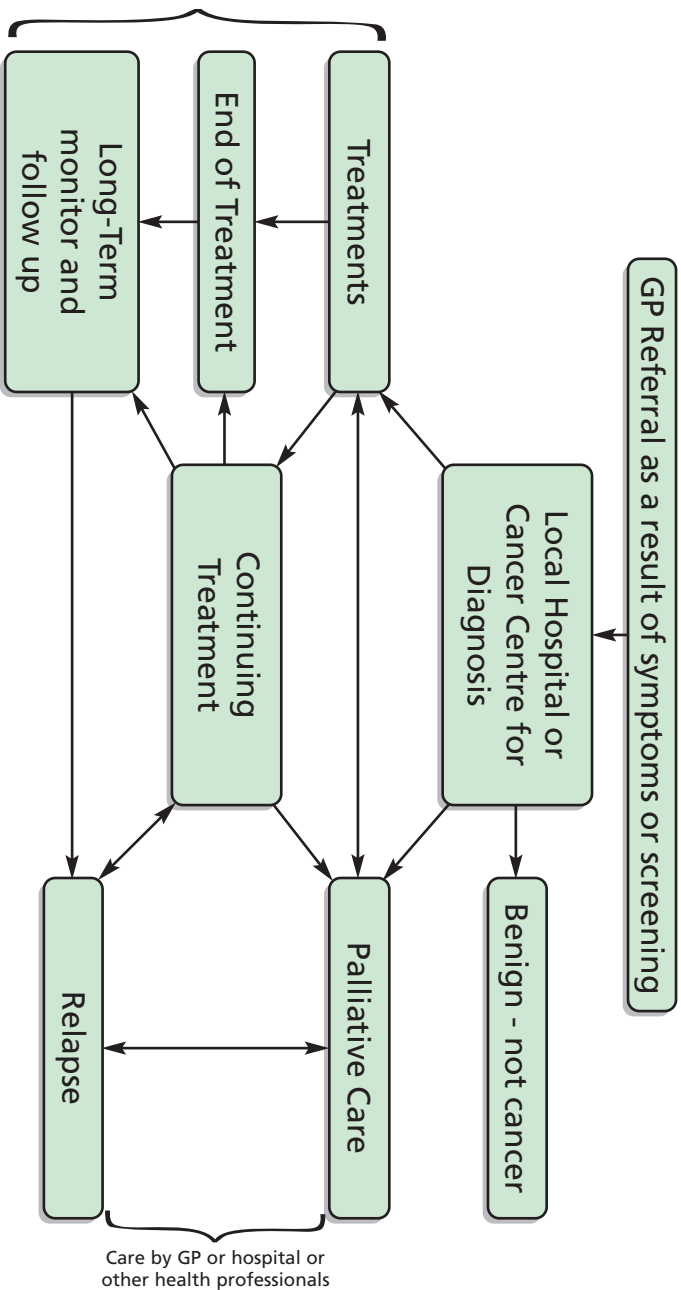 GP Referral as a result of symptoms or screening
Local Hospital or
Cancer Centre for
Diagnosis
Benign - not cancer
Treatments
Palliative Care
End of Treatment
Continuing
Treatment
Long-Term
monitor and
follow up
Relapse
Care by GP or hospital or
other health professionals